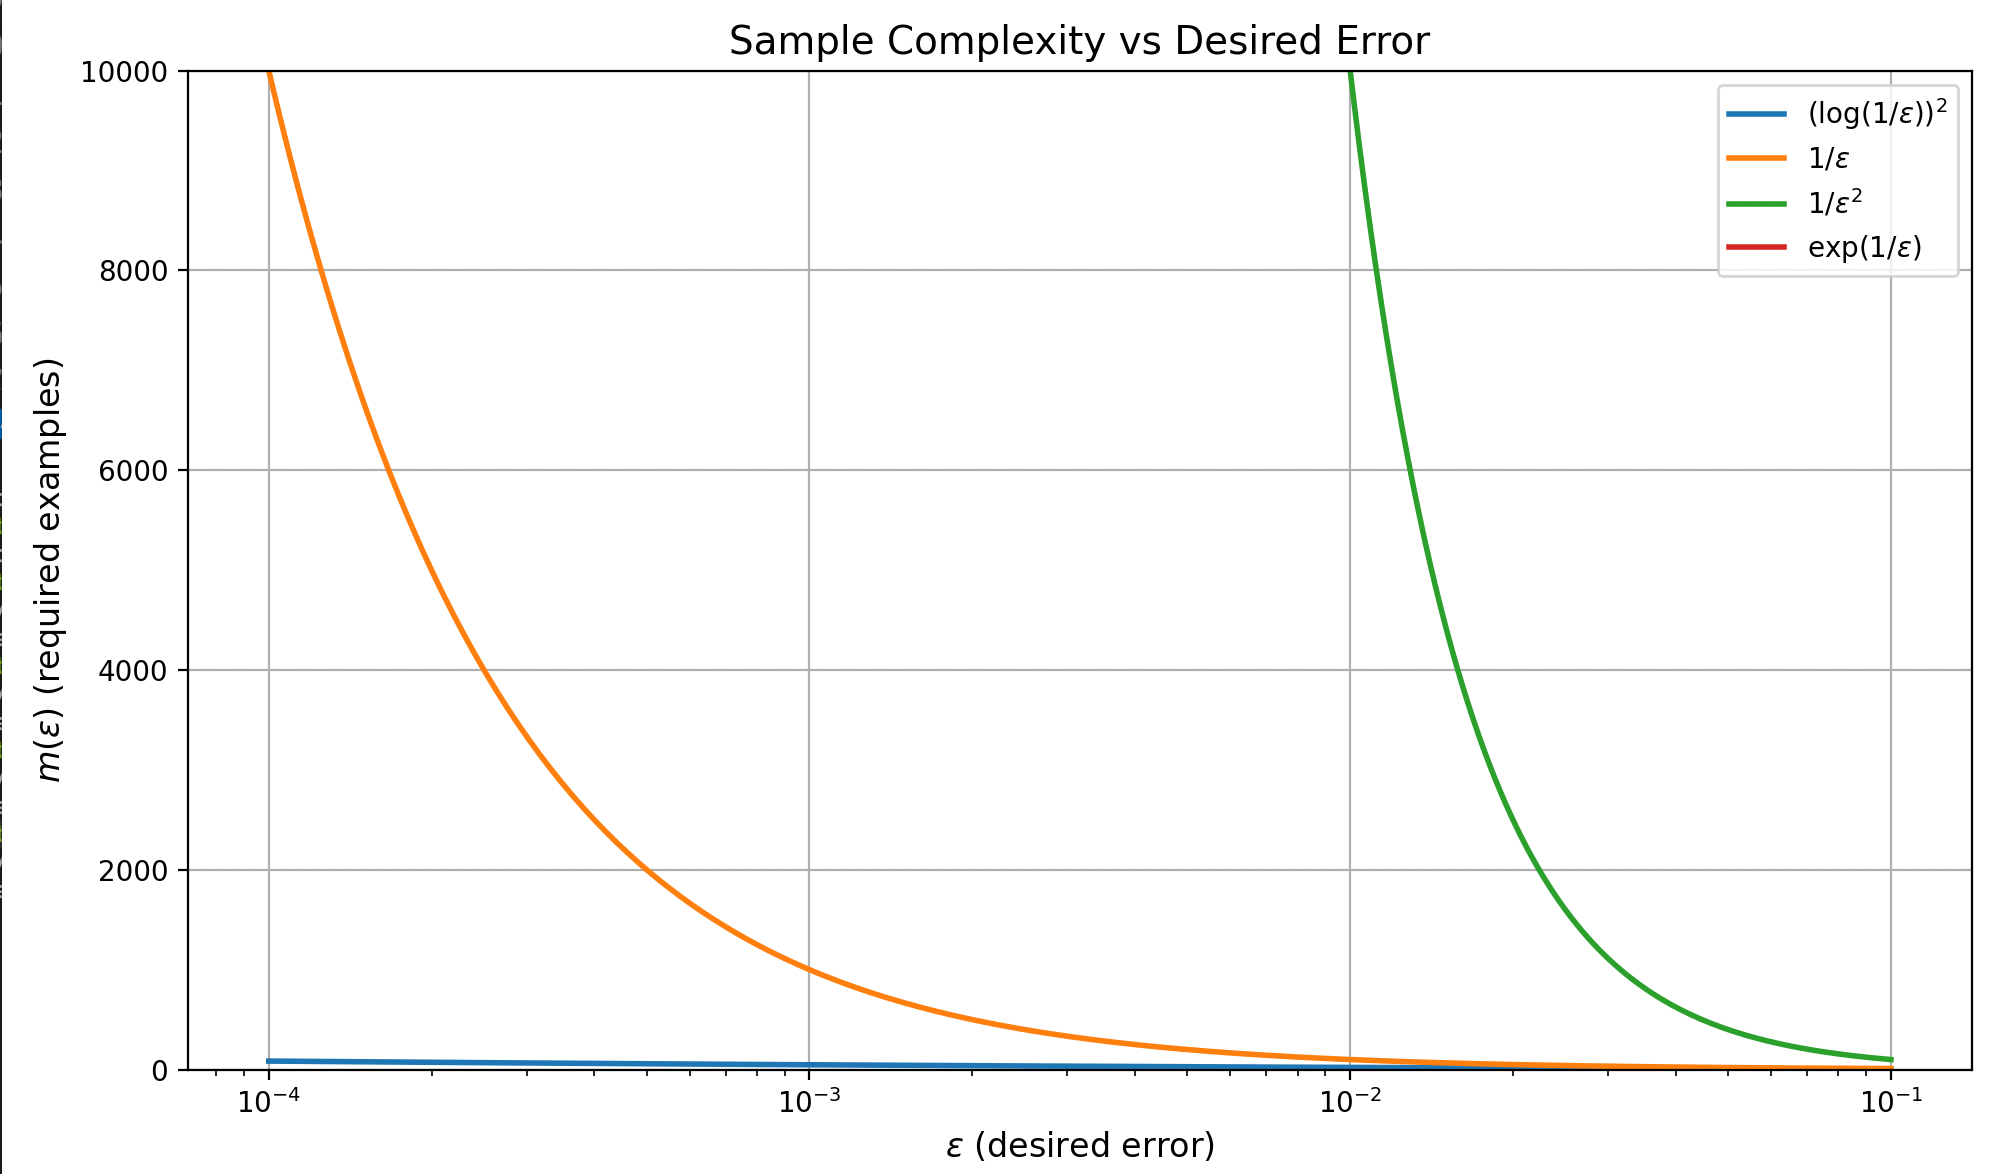 Sample Complexity vs Desired Error
10000
8000
6000
4000
2000
0
m(ε) (required examples)
(log(1/ε))²
1/ε
1/ε²
exp(1/ε)
10⁻⁴ 10⁻³ 10⁻² 10⁻¹
ε (desired error)